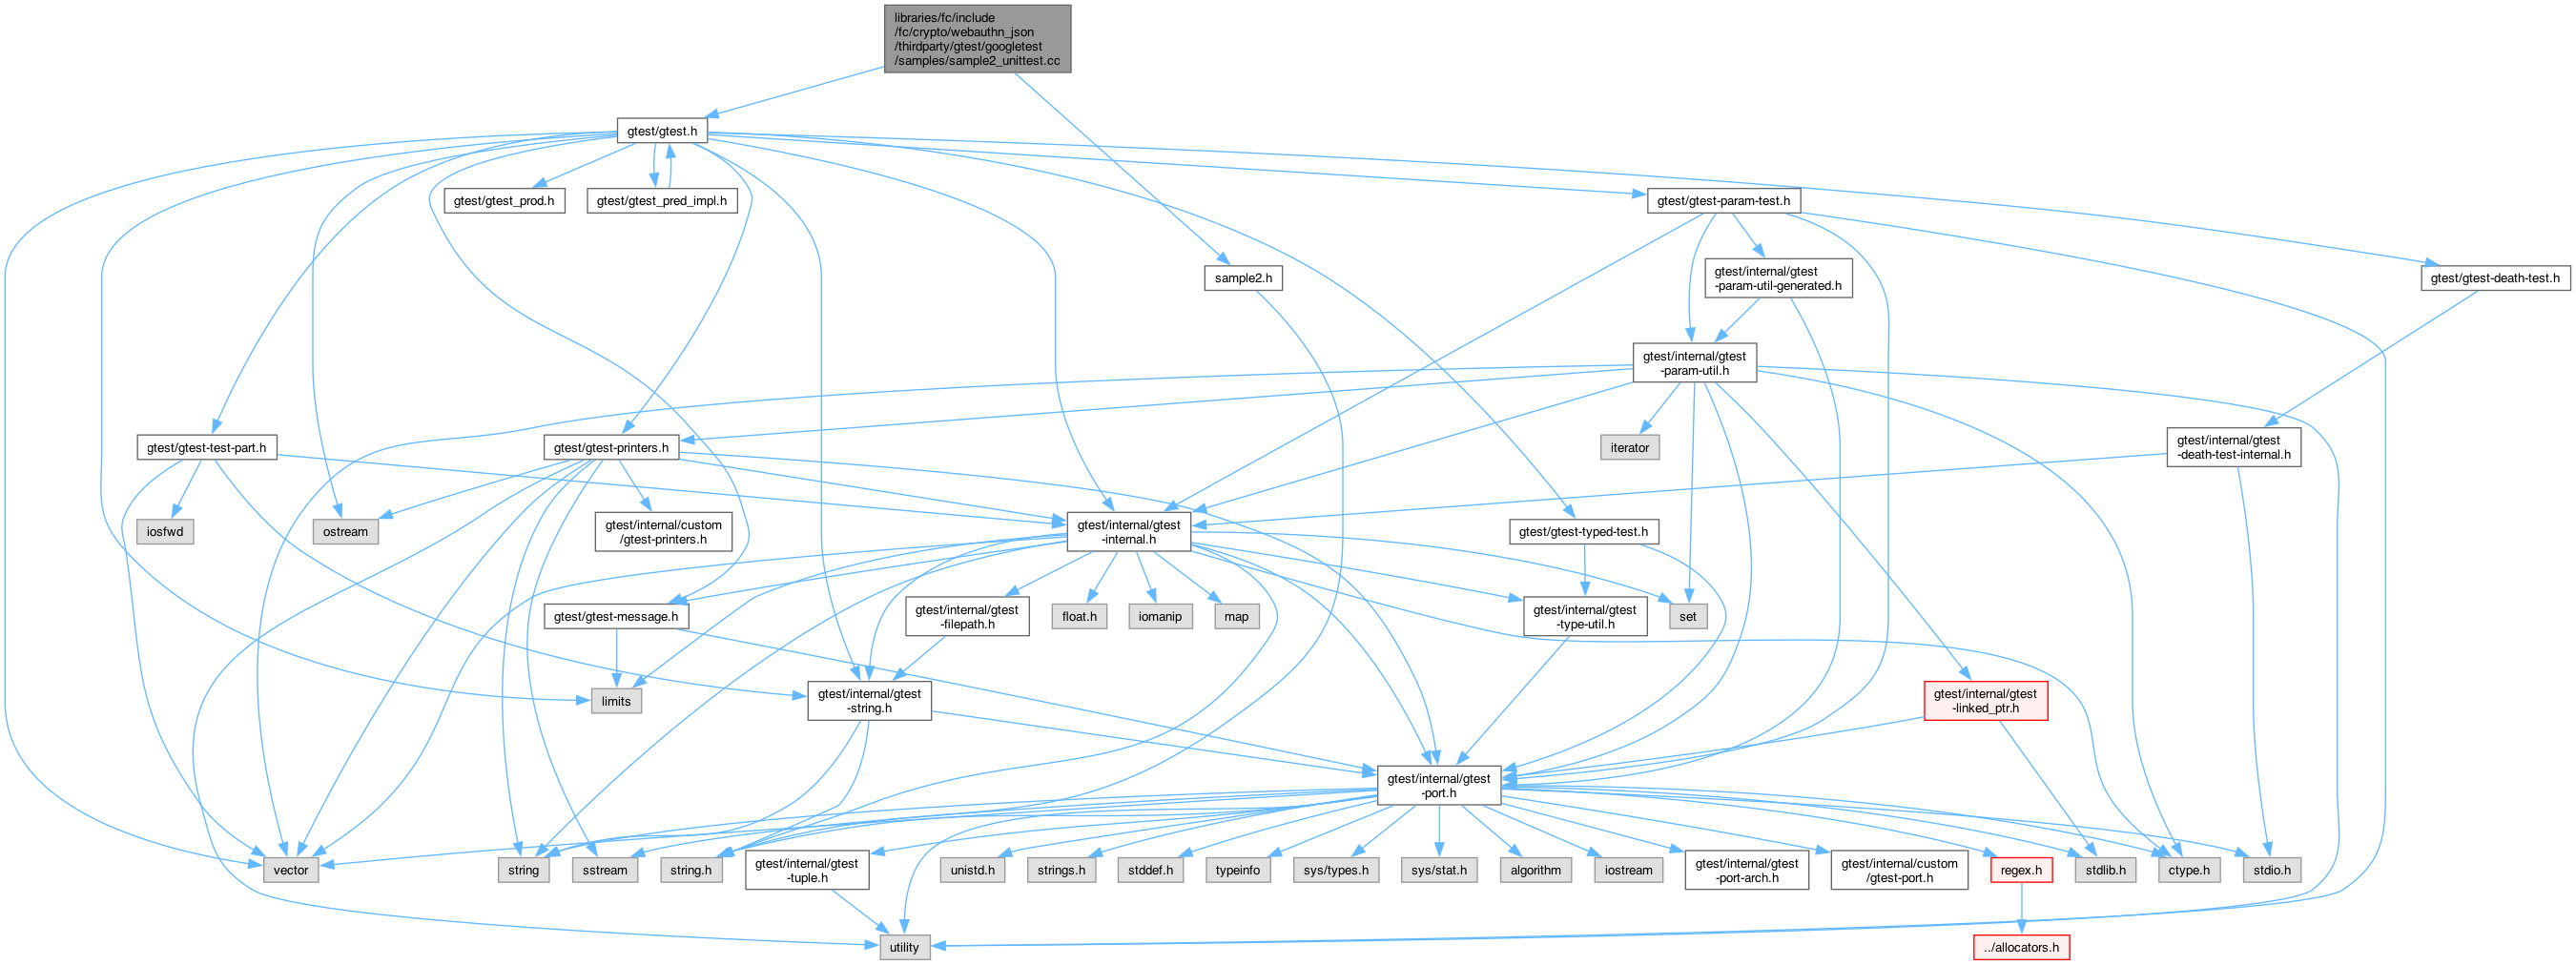 libraries/fc/include
/fc/crypto/webauthn_json
/thirdparty/gtest/googletest
/samples/sample2_unittest.cc
gtest/gtest.h
gtest/gtest_prod.h
gtest/gtest_pred_impl.h
gtest/gtest-param-test.h
sample2.h
gtest/internal/gtest
-param-util-generated.h
gtest/gtest-death-test.h
gtest/internal/gtest
-param-util.h
gtest/gtest-test-part.h
gtest/gtest-printers.h
iterator
gtest/internal/gtest
-death-test-internal.h
iosfwd
ostream
gtest/internal/custom
/gtest-printers.h
gtest/internal/gtest
-internal.h
gtest/gtest-typed-test.h
gtest/gtest-message.h
gtest/internal/gtest
-filepath.h
float.h
iomanip
map
gtest/internal/gtest
-type-util.h
set
limits
gtest/internal/gtest
-string.h
gtest/internal/gtest
-linked_ptr.h
gtest/internal/gtest
-port.h
vector
string
sstream
string.h
gtest/internal/gtest
-tuple.h
unistd.h
strings.h
stddef.h
typeinfo
sys/types.h
sys/stat.h
algorithm
iostream
gtest/internal/gtest
-port-arch.h
gtest/internal/custom
/gtest-port.h
regex.h
stdlib.h
ctype.h
stdio.h
utility
../allocators.h